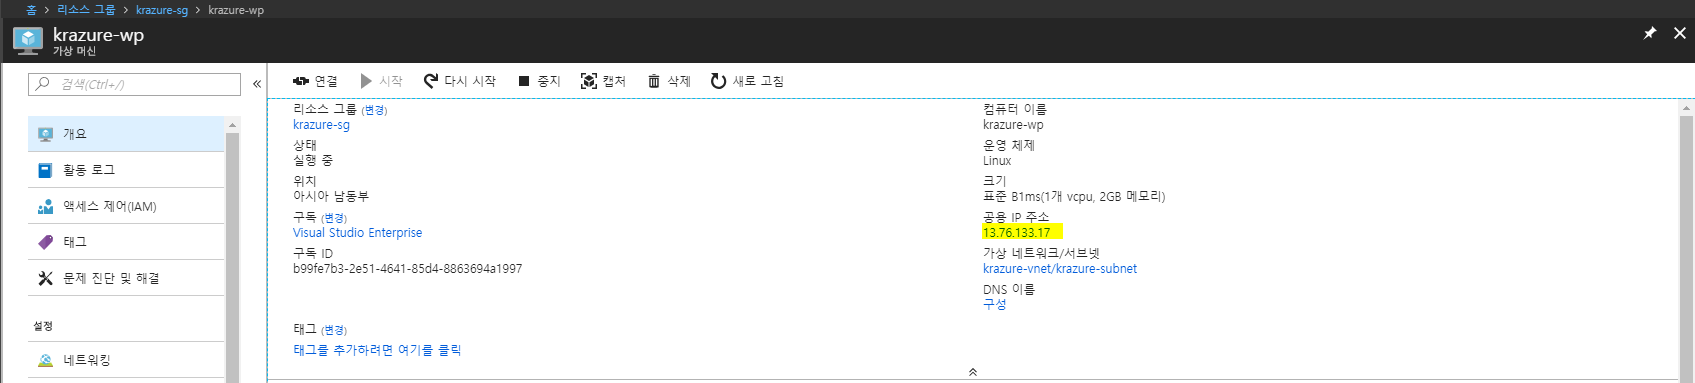 홈 > 리소스 그룹 > krazure-sg > krazure-wp
krazure-wp
가상 머신
검색(Ctrl+/)
개요
활동 로그
액세스 제어(IAM)
태그
문제 진단 및 해결
설정
네트워킹
연결 시작 다시 시작 중지 캡처 삭제 새로 고침
리소스 그룹 (변경)
krazure-sg
상태
실행 중
위치
아시아 남동부
구독 (변경)
Visual Studio Enterprise
구독 ID
b99fe7b3-2e51-4641-85d4-8863694a1997
컴퓨터 이름
krazure-wp
운영 체제
Linux
크기
표준 B1ms(1개 vcpu, 2GB 메모리)
공용 IP 주소
13.76.133.17
가상 네트워크/서브넷
krazure-vnet/krazure-subnet
DNS 이름
구성
태그 (변경)
태그를 추가하려면 여기를 클릭